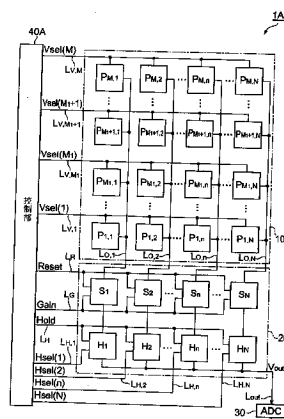 1A
40A
Vsel(M)
LV,M
PM,1 PM,2 PM,n PM,N
Vsel(M1+1)
LV,M1+1
PM1+1,1 PM1+1,2 PM1+1,n PM1+1,N
Vsel(M1)
LV,M1
PM1,1 PM1,2 PM1,n PM1,N
Vsel(1)
LV,1
P1,1 P1,2 P1,n P1,N
制御部
10
LO,1 LO,2 LO,n LO,N
Reset
LR
S1 S2 Sn SN
Gain
LG
Hold
LH
H1 H2 Hn HN
20
Vout
Hsel(1)
LH,1
Hsel(2)
LH,2
Hsel(n)
LH,n
Hsel(N)
LH,N
Lout
30 ADC